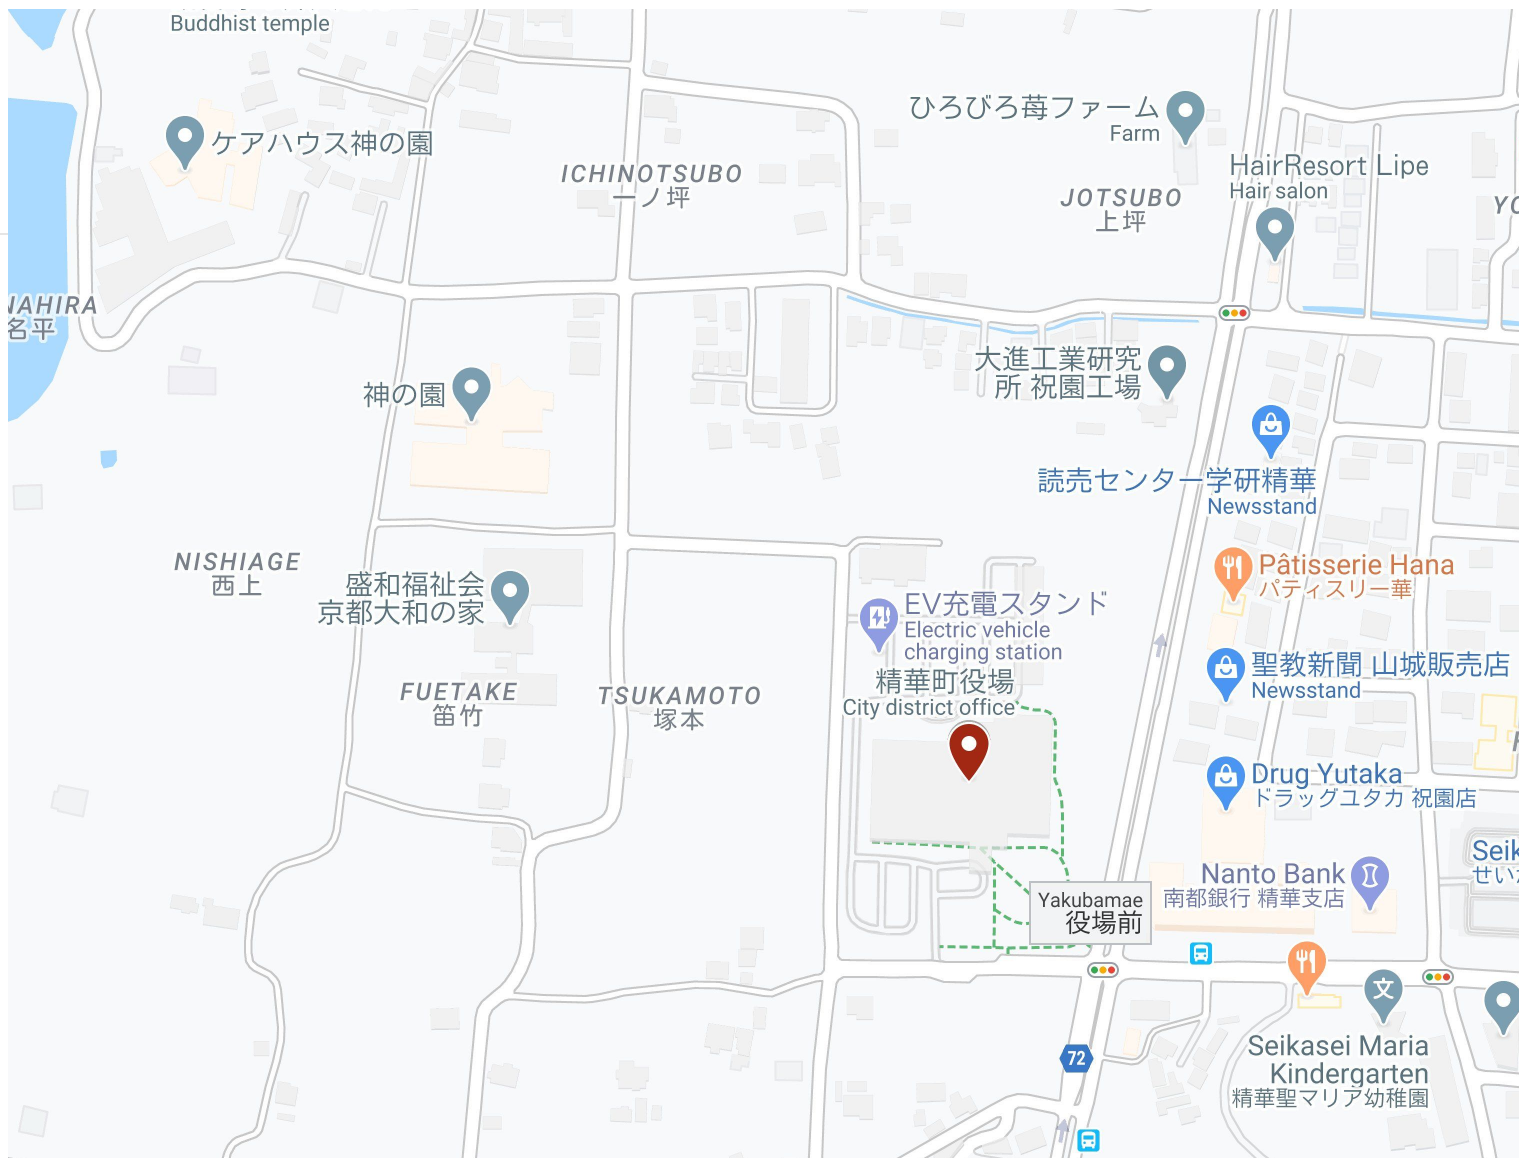 Buddhist temple
ケアハウス神の園
ICHINOTSUBO
一ノ坪
ひろびろ苺ファーム
Farm
HairResort Lipe
Hair salon
JOTSUBO
上坪
YO
NAHIRA
名平
大進工業研究
所 祝園工場
神の園
読売センター学研精華
Newsstand
NISHIAGE
西上
盛和福祉会
京都大和の家
Pâtisserie Hana
パティスリー華
EV充電スタンド
Electric vehicle
charging station
精華町役場
City district office
聖教新聞 山城販売店
Newsstand
FUETAKE
笛竹
TSUKAMOTO
塚本
Drug Yutaka
ドラッグユタカ 祝園店
Seik
せいか
Nanto Bank
南都銀行 精華支店
Yakubamae
役場前
文
72
Seikasei Maria
Kindergarten
精華聖マリア幼稚園